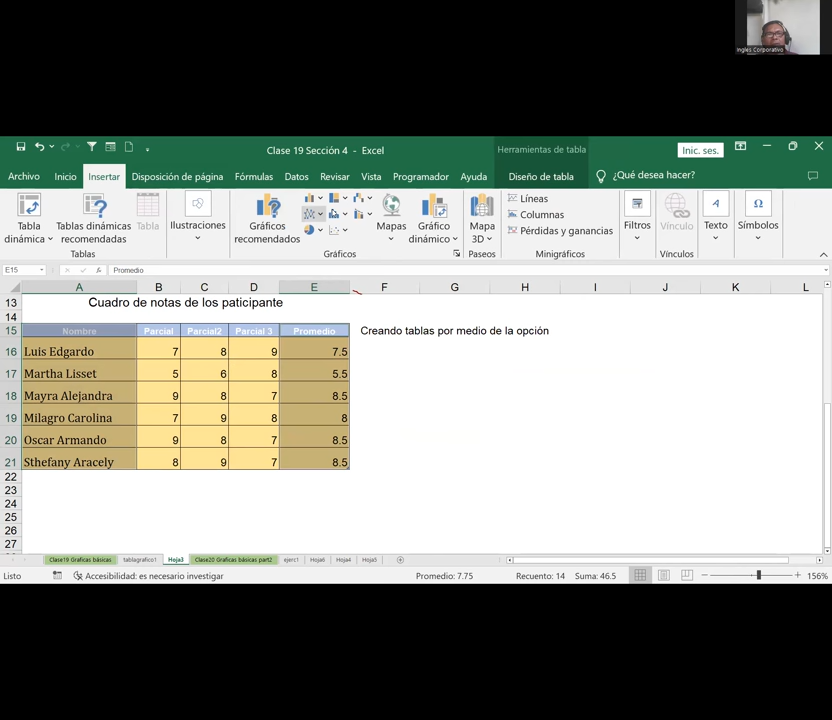 Ingles Corporativo
Clase 19 Sección 4 - Excel
Herramientas de tabla
Inic. ses.
Archivo Inicio Insertar Disposición de página Fórmulas Datos Revisar Vista Programador Ayuda Diseño de tabla ¿Qué desea hacer?
Tabla dinámica
Tablas dinámicas recomendadas
Tabla
Tablas
Ilustraciones
Gráficos recomendados
Mapas
Gráfico dinámico
Gráficos
Mapa 3D
Paseos
Líneas
Columnas
Pérdidas y ganancias
Minigráficos
Filtros
Vínculo
Vínculos
Texto
Símbolos
E15 fx Promedio
A B C D E F G H I J K L
13 Cuadro de notas de los paticipante
14
15 Nombre Parcial Parcial2 Parcial 3 Promedio Creando tablas por medio de la opción
16 Luis Edgardo 7 8 9 7.5
17 Martha Lisset 5 6 8 5.5
18 Mayra Alejandra 9 8 7 8.5
19 Milagro Carolina 7 9 8 8
20 Oscar Armando 9 8 7 8.5
21 Sthefany Aracely 8 9 7 8.5
22
23
24
25
26
27
Clase19 Graficas básicas tablagrafico1 Hoja3 Clase20 Graficas básicas part2 ejerc1 Hoja6 Hoja4 Hoja5
Listo Accesibilidad: es necesario investigar Promedio: 7.75 Recuento: 14 Suma: 46.5 156%